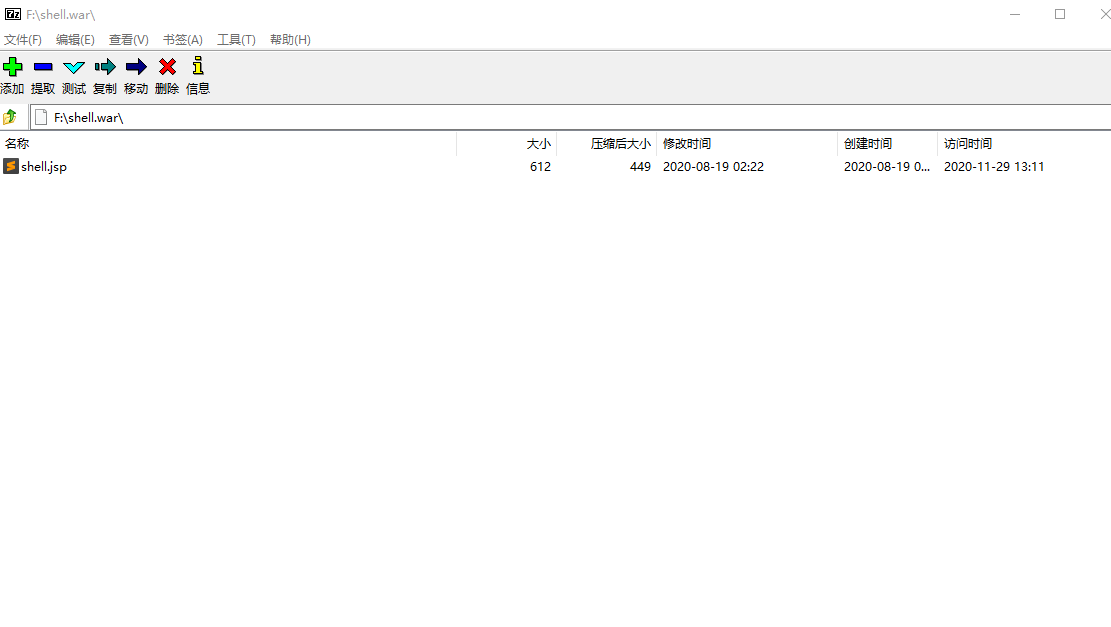 F:\shell.war\
文件(F) 编辑(E) 查看(V) 书签(A) 工具(T) 帮助(H)
添加 提取 测试 复制 移动 删除 信息
F:\shell.war\
名称 大小 压缩后大小 修改时间 创建时间 访问时间
shell.jsp 612 449 2020-08-19 02:22 2020-08-19 0... 2020-11-29 13:11